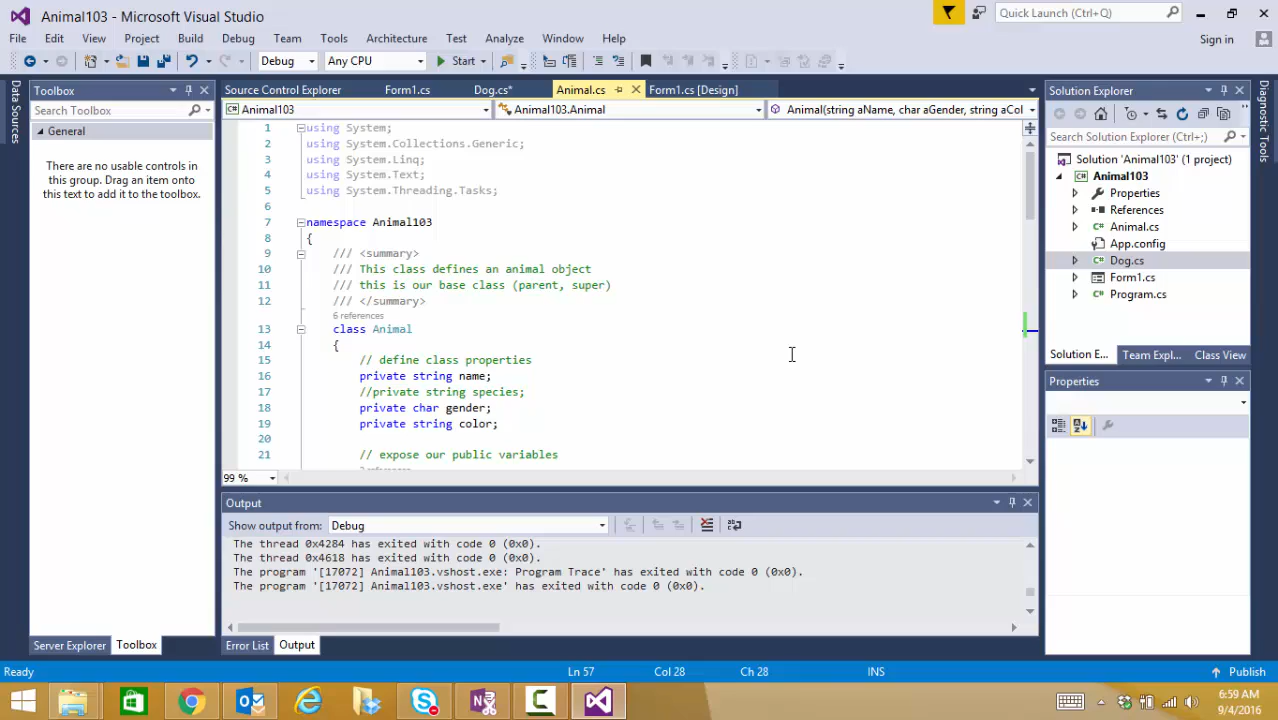 Animal103 - Microsoft Visual Studio
Quick Launch (Ctrl+Q)
File Edit View Project Build Debug Team Tools Architecture Test Analyze Window Help
Sign in
Debug Any CPU Start
Data Sources
Toolbox
Search Toolbox
General
There are no usable controls in
this group. Drag an item onto
this text to add it to the toolbox.
Server Explorer Toolbox
Source Control Explorer Form1.cs Dog.cs* Animal.cs Form1.cs [Design]
Animal103 Animal103.Animal Animal(string aName, char aGender, string aCol
1 using System;
2 using System.Collections.Generic;
3 using System.Linq;
4 using System.Text;
5 using System.Threading.Tasks;
6
7 namespace Animal103
8 {
9 /// <summary>
10 /// This class defines an animal object
11 /// this is our base class (parent, super)
12 /// </summary>
6 references
13 class Animal
14 {
15 // define class properties
16 private string name;
17 //private string species;
18 private char gender;
19 private string color;
20
21 // expose our public variables
99 %
Output
Show output from: Debug
The thread 0x4284 has exited with code 0 (0x0).
The thread 0x4618 has exited with code 0 (0x0).
The program '[17072] Animal103.vshost.exe: Program Trace' has exited with code 0 (0x0).
The program '[17072] Animal103.vshost.exe' has exited with code 0 (0x0).
Error List Output
Solution Explorer
Search Solution Explorer (Ctrl+;)
Solution 'Animal103' (1 project)
Animal103
Properties
References
Animal.cs
App.config
Dog.cs
Form1.cs
Program.cs
Solution E... Team Expl... Class View
Properties
Diagnostic Tools
Ready Ln 57 Col 28 Ch 28 INS Publish
6:59 AM
9/4/2016